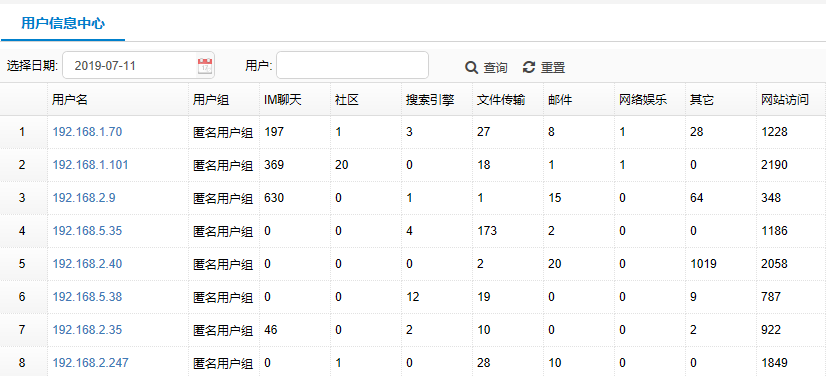 用户信息中心
选择日期: 2019-07-11 用户: 查询 重置
用户名 用户组 IM聊天 社区 搜索引擎 文件传输 邮件 网络娱乐 其它 网站访问
1 192.168.1.70 匿名用户组 197 1 3 27 8 1 28 1228
2 192.168.1.101 匿名用户组 369 20 0 18 1 1 0 2190
3 192.168.2.9 匿名用户组 630 0 1 1 15 0 64 348
4 192.168.5.35 匿名用户组 0 0 4 173 2 0 0 1186
5 192.168.2.40 匿名用户组 0 0 0 2 20 0 1019 2058
6 192.168.5.38 匿名用户组 0 0 12 19 0 0 9 787
7 192.168.2.35 匿名用户组 46 0 2 10 0 0 2 922
8 192.168.2.247 匿名用户组 0 1 0 28 10 0 0 1849